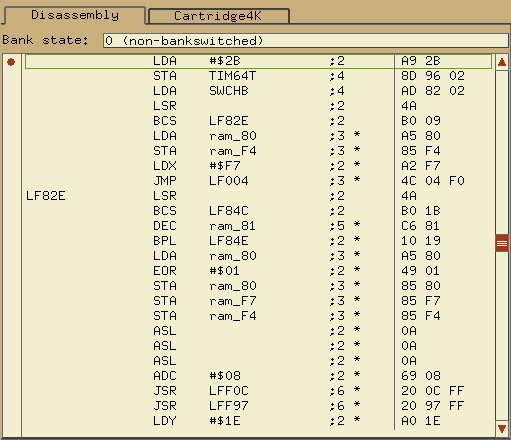 Disassembly Cartridge4K
Bank state: 0 (non-bankswitched)
LDA #$2B ;2 A9 2B
STA TIM64T ;4 8D 96 02
LDA SWCHB ;4 AD 82 02
LSR ;2 4A
BCS LF82E ;2 B0 09
LDA ram_80 ;3 * A5 80
STA ram_F4 ;3 * 85 F4
LDX #$F7 ;2 * A2 F7
JMP LF004 ;3 * 4C 04 F0
LF82E LSR ;2 4A
BCS LF84C ;2 B0 1B
DEC ram_81 ;5 * C6 81
BPL LF84E ;2 * 10 19
LDA ram_80 ;3 * A5 80
EOR #$01 ;2 * 49 01
STA ram_80 ;3 * 85 80
STA ram_F7 ;3 * 85 F7
STA ram_F4 ;3 * 85 F4
ASL ;2 * 0A
ASL ;2 * 0A
ASL ;2 * 0A
ADC #$08 ;2 * 69 08
JSR LFF0C ;6 * 20 0C FF
JSR LFF97 ;6 * 20 97 FF
LDY #$1E ;2 * A0 1E